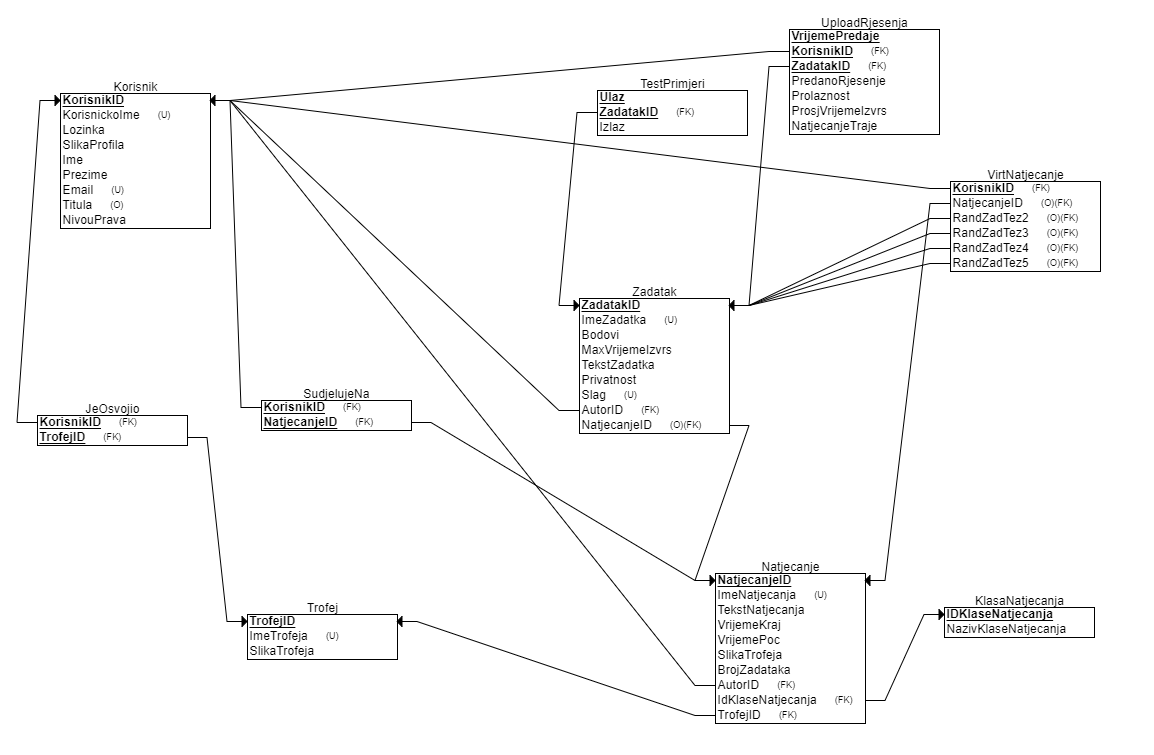 UploadRjesenja
VrijemePredaje
KorisnikID (FK)
ZadatakID (FK)
PredanoRjesenje
Prolaznost
ProsjVrijemeIzvrs
NatjecanjeTraje
Korisnik
KorisnikID
KorisnickoIme (U)
Lozinka
SlikaProfila
Ime
Prezime
Email (U)
Titula (O)
NivouPrava
TestPrimjeri
Ulaz
ZadatakID (FK)
Izlaz
VirtNatjecanje
KorisnikID (FK)
NatjecanjeID (O)(FK)
RandZadTez2 (O)(FK)
RandZadTez3 (O)(FK)
RandZadTez4 (O)(FK)
RandZadTez5 (O)(FK)
Zadatak
ZadatakID
ImeZadatka (U)
Bodovi
MaxVrijemeIzvrs
TekstZadatka
Privatnost
Slag (U)
AutorID (FK)
NatjecanjeID (O)(FK)
JeOsvojio
KorisnikID (FK)
TrofejID (FK)
SudjelujeNa
KorisnikID (FK)
NatjecanjeID (FK)
Natjecanje
NatjecanjeID
ImeNatjecanja (U)
TekstNatjecanja
VrijemeKraj
VrijemePoc
SlikaTrofeja
BrojZadataka
AutorID (FK)
IdKlaseNatjecanja (FK)
TrofejID (FK)
KlasaNatjecanja
IDKlaseNatjecanja
NazivKlaseNatjecanja
Trofej
TrofejID
ImeTrofeja (U)
SlikaTrofeja